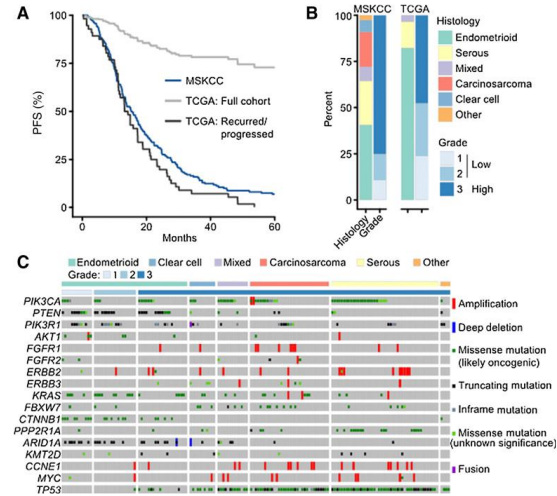 A
100
75
50
25
0
PFS (%)
MSKCC
TCGA: Full cohort
TCGA: Recurred/
progressed
0 20 40 60
Months
B
MSKCC TCGA
100
75
50
25
0
Percent
Histology
Grade
Histology
Endometrioid
Serous
Mixed
Carcinosarcoma
Clear cell
Other
Grade
1
2
3
Low
High
C
Endometrioid Clear cell Mixed Carcinosarcoma Serous Other
Grade: 1 2 3
PIK3CA
PTEN
PIK3R1
AKT1
FGFR1
FGFR2
ERBB2
ERBB3
KRAS
FBXW7
CTNNB1
PPP2R1A
ARID1A
KMT2D
CCNE1
MYC
TP53
Amplification
Deep deletion
Missense mutation
(likely oncogenic)
Truncating mutation
Inframe mutation
Missense mutation
(unknown significance)
Fusion